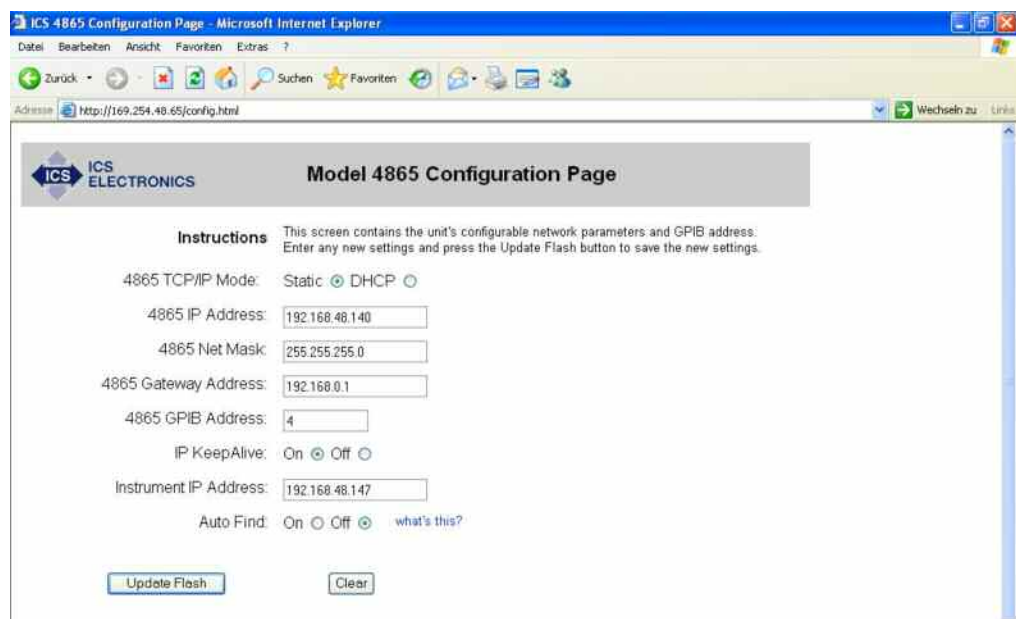 ICS 4865 Configuration Page - Microsoft Internet Explorer
Datei Bearbeiten Ansicht Favoriten Extras ?
Zurück Suchen Favoriten
Adresse http://169.254.48.65/config.html Wechseln zu Links
ICS ICS ELECTRONICS Model 4865 Configuration Page
Instructions This screen contains the unit's configurable network parameters and GPIB address.
Enter any new settings and press the Update Flash button to save the new settings.
4865 TCP/IP Mode: Static DHCP
4865 IP Address: 192.168.48.140
4865 Net Mask: 255.255.255.0
4865 Gateway Address: 192.168.0.1
4865 GPIB Address: 4
IP KeepAlive: On Off
Instrument IP Address: 192.168.48.147
Auto Find: On Off what's this?
Update Flash Clear